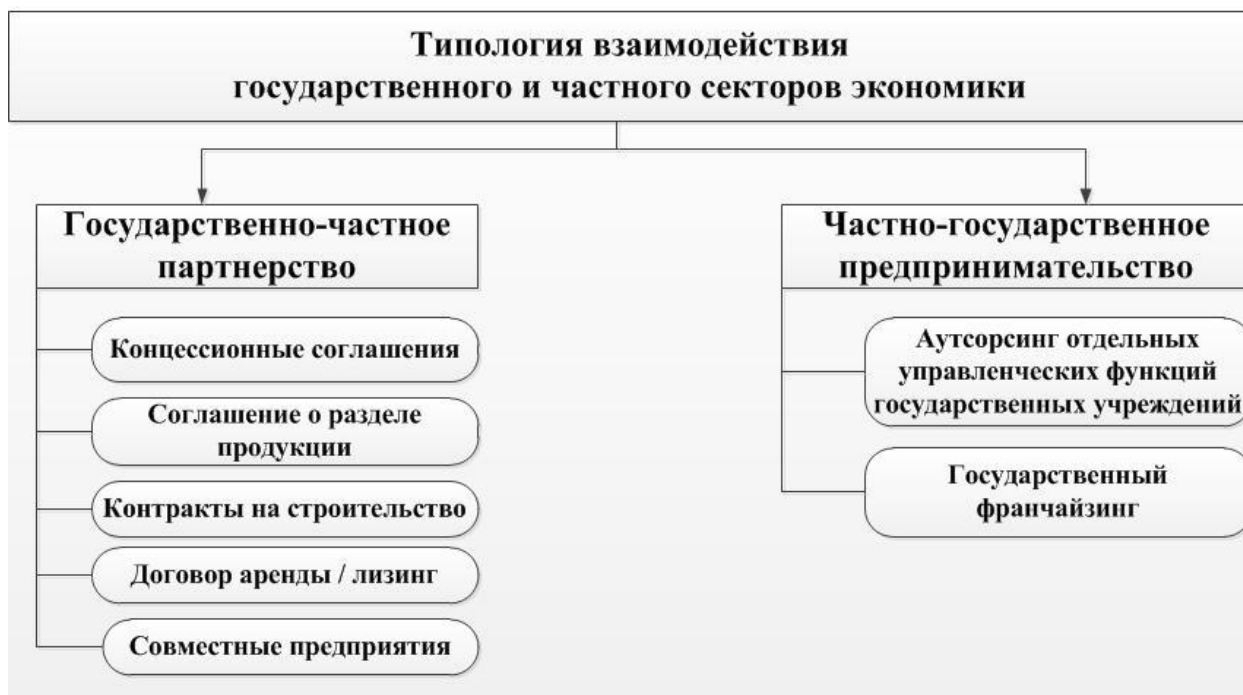 Типология взаимодействия
государственного и частного секторов экономики
Государственно-частное
партнерство
Концессионные соглашения
Соглашение о разделе
продукции
Контракты на строительство
Договор аренды / лизинг
Совместные предприятия
Частно-государственное
предпринимательство
Аутсорсинг отдельных
управленческих функций
государственных учреждений
Государственный
франчайзинг